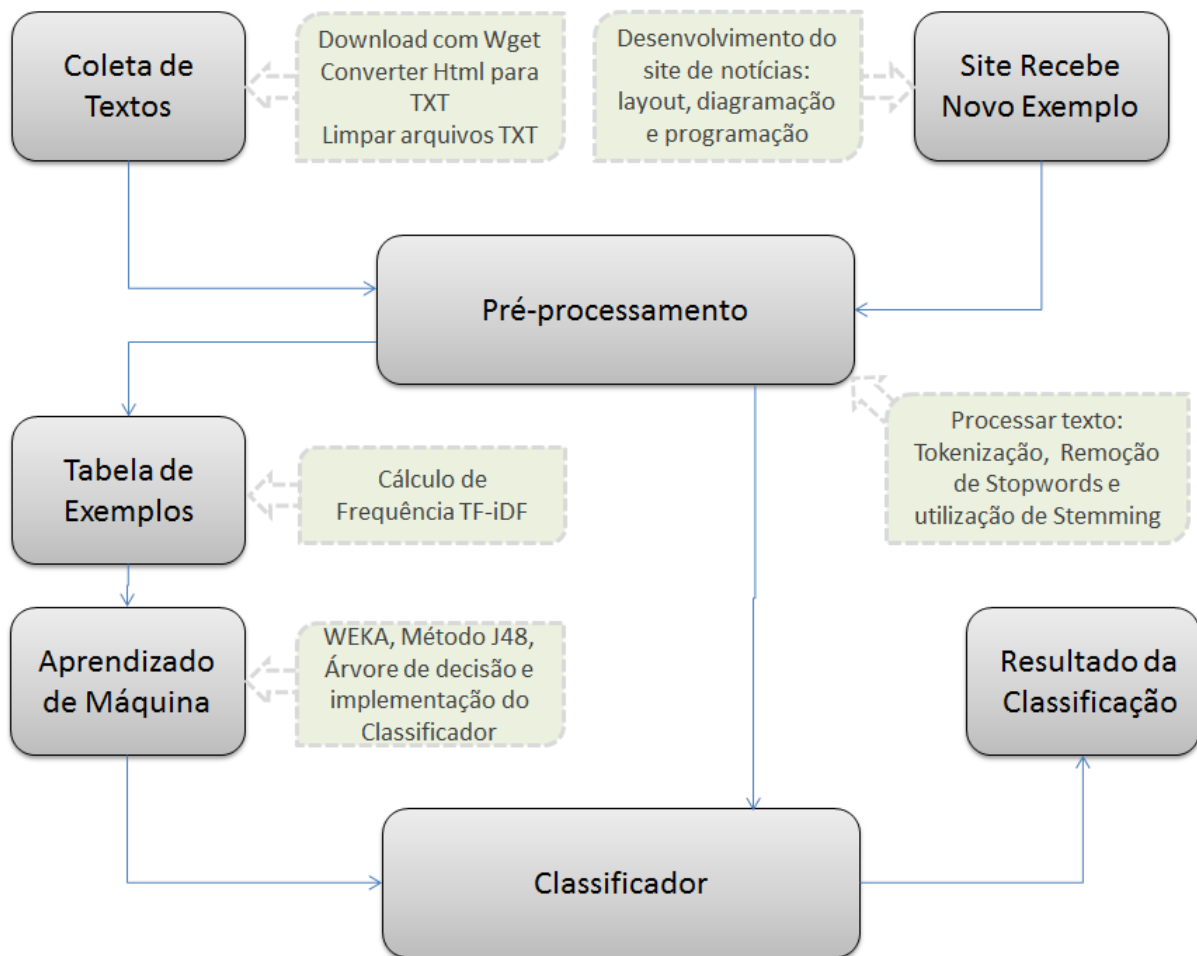 Coleta de
Textos
Download com Wget
Converter Html para
TXT
Limpar arquivos TXT
Desenvolvimento do
site de notícias:
layout, diagramação
e programação
Site Recebe
Novo Exemplo
Pré-processamento
Processar texto:
Tokenização, Remoção
de Stopwords e
utilização de Stemming
Tabela de
Exemplos
Cálculo de
Frequência TF-iDF
Aprendizado
de Máquina
WEKA, Método J48,
Árvore de decisão e
implementação do
Classificador
Resultado da
Classificação
Classificador